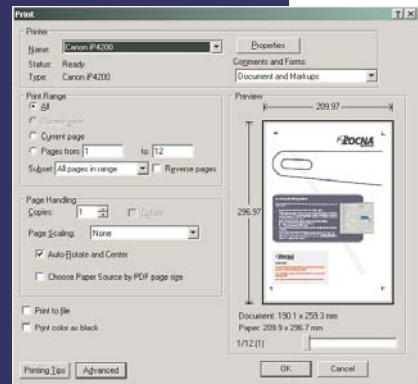 Print
Printer
Name: Canon iP4200
Properties
Status: Ready
Type: Canon iP4200
Comments and Forms:
Document and Markups
Print Range
All
Current view
Current page
Pages from: 1 to: 12
Subset: All pages in range
Reverse pages
Page Handling
Copies: 1
Collate
Page Scaling: None
Auto-Rotate and Center
Choose Paper Source by PDF page size
Print to file
Print color as black
Preview
209.97
296.97
ROCNA
Document: 190.1 x 259.3 mm
Paper: 209.9 x 296.7 mm
1/12 (1)
Printing Tips
Advanced
OK
Cancel